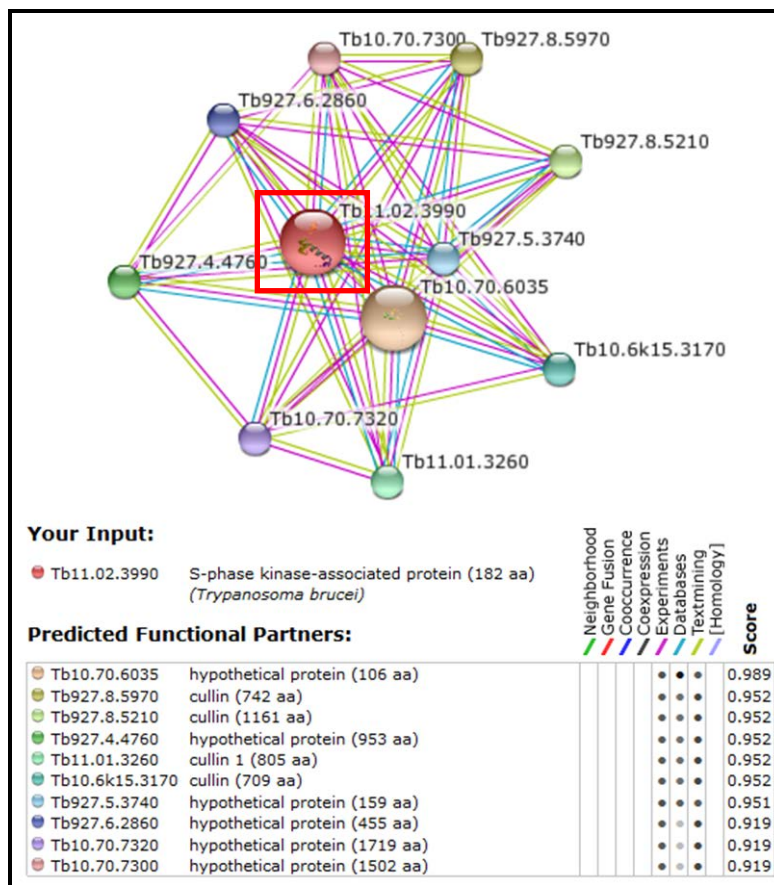 Tb10.70.7300
Tb927.8.5970
Tb927.6.2860
Tb927.8.5210
Tb11.02.3990
Tb927.5.3740
Tb927.4.4760
Tb10.70.6035
Tb10.6k15.3170
Tb10.70.7320
Tb11.01.3260
Your Input:
Tb11.02.3990 S-phase kinase-associated protein (182 aa)
(Trypanosoma brucei)
Neighborhood
Gene Fusion
Cooccurrence
Coexpression
Experiments
Databases
Textmining
[Homology]
Score
Predicted Functional Partners:
Tb10.70.6035 hypothetical protein (106 aa) 0.989
Tb927.8.5970 cullin (742 aa) 0.952
Tb927.8.5210 cullin (1161 aa) 0.952
Tb927.4.4760 hypothetical protein (953 aa) 0.952
Tb11.01.3260 cullin 1 (805 aa) 0.952
Tb10.6k15.3170 cullin (709 aa) 0.952
Tb927.5.3740 hypothetical protein (159 aa) 0.951
Tb927.6.2860 hypothetical protein (455 aa) 0.919
Tb10.70.7320 hypothetical protein (1719 aa) 0.919
Tb10.70.7300 hypothetical protein (1502 aa) 0.919